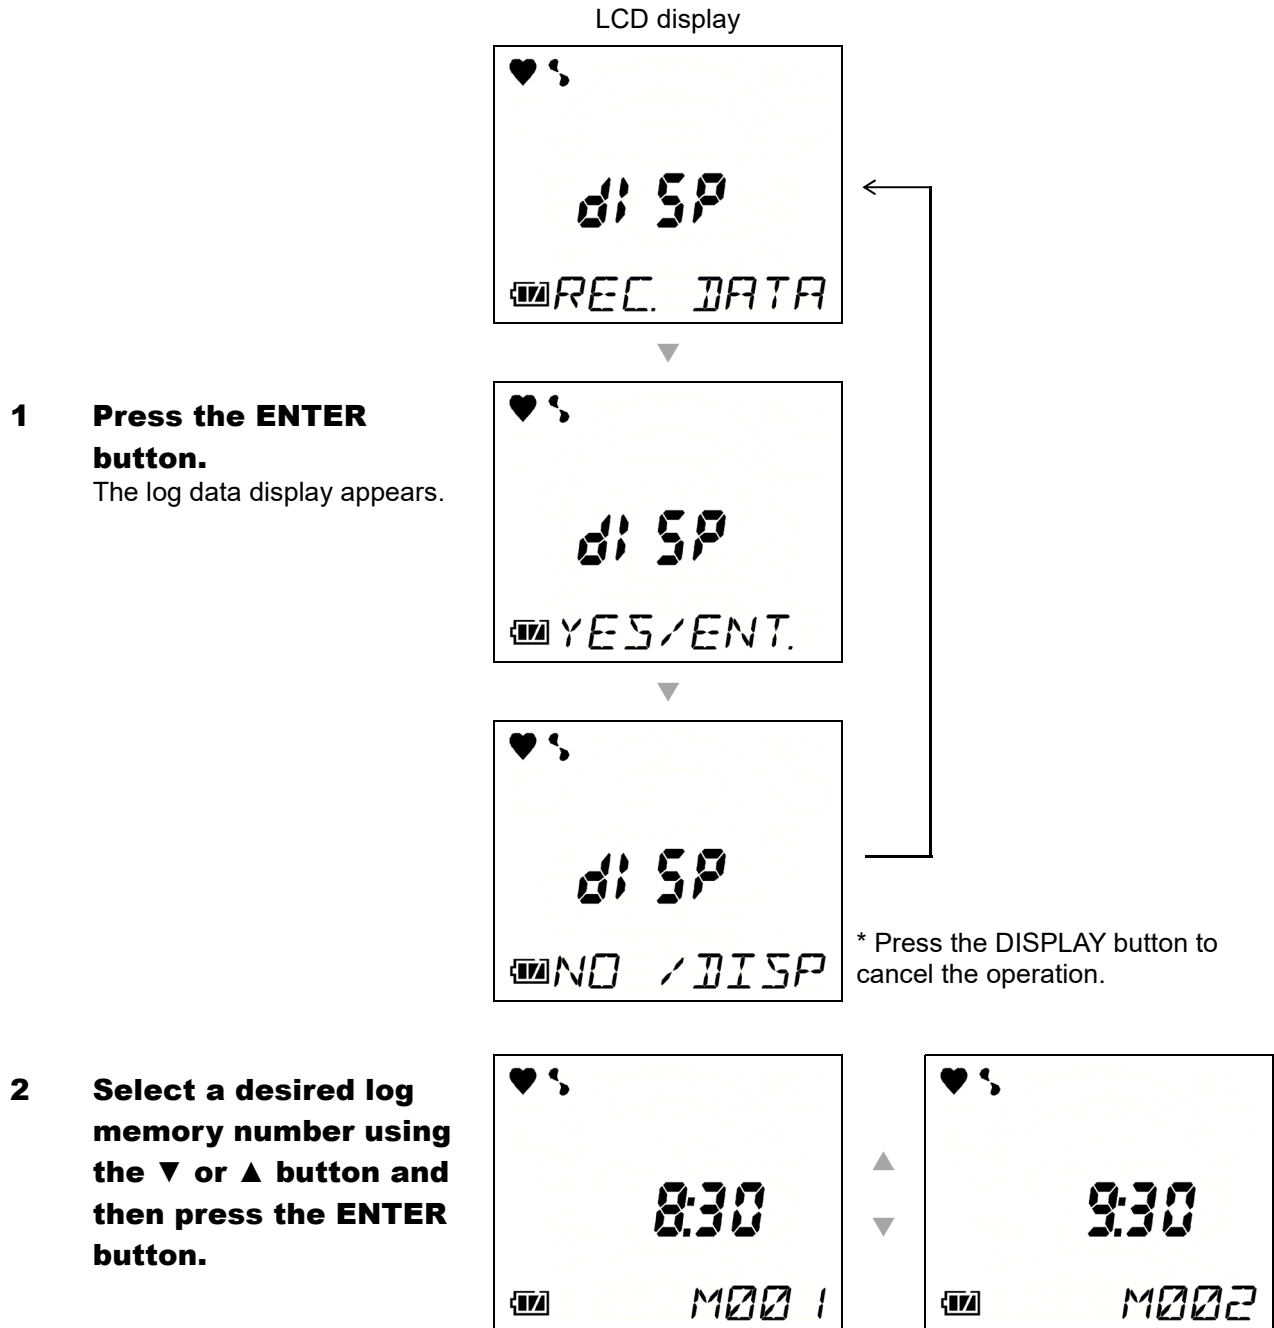 LCD display
di SP
REC. DATA
▼
1 Press the ENTER
button.
The log data display appears.
di SP
YES/ENT.
▼
di SP
NO /DISP
* Press the DISPLAY button to
cancel the operation.
2 Select a desired log
memory number using
the ▼ or ▲ button and
then press the ENTER
button.
8:30
M001
▲
▼
9:30
M002